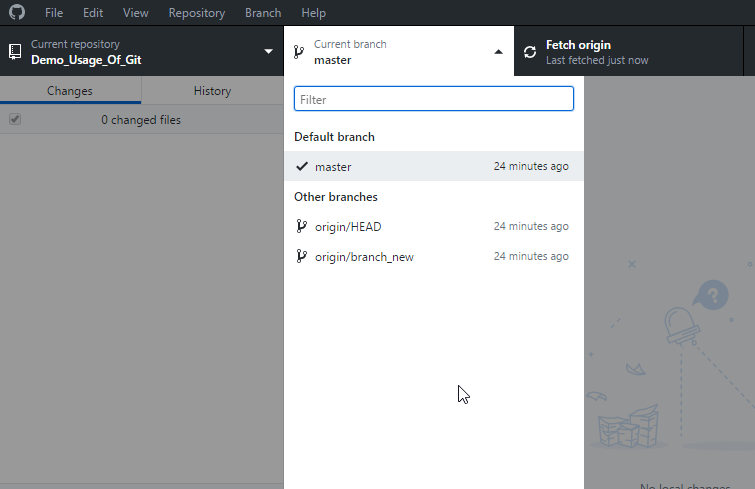 File Edit View Repository Branch Help
Current repository
Demo_Usage_Of_Git
Current branch
master
Fetch origin
Last fetched just now
Changes History
0 changed files
Filter
Default branch
master 24 minutes ago
Other branches
origin/HEAD 24 minutes ago
origin/branch_new 24 minutes ago
?
No local changes